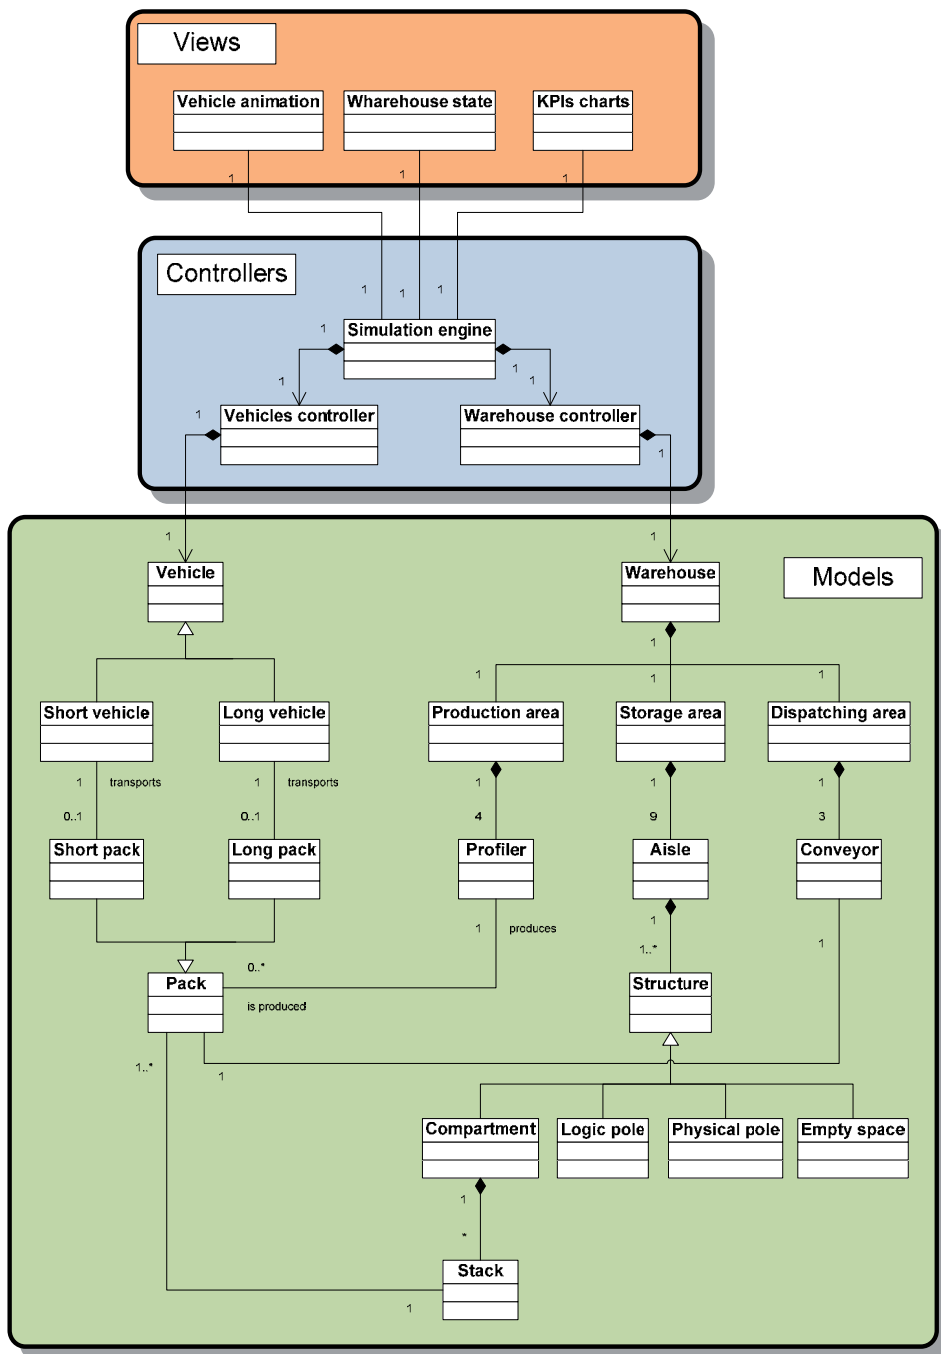 Views
Vehicle animation
Wharehouse state
KPIs charts
1
1
1
Controllers
1
1
1
Simulation engine
1
1
1
1
Vehicles controller
Warehouse controller
1
1
1
1
Vehicle
Warehouse
Models
1
1
1
1
Short vehicle
Long vehicle
Production area
Storage area
Dispatching area
1
transports
1
transports
1
1
1
0..1
0..1
4
9
3
Short pack
Long pack
Profiler
Aisle
Conveyor
1
produces
1
1
1..*
0..*
Pack
Structure
is produced
1..*
1
Compartment
Logic pole
Physical pole
Empty space
1
*
Stack
1